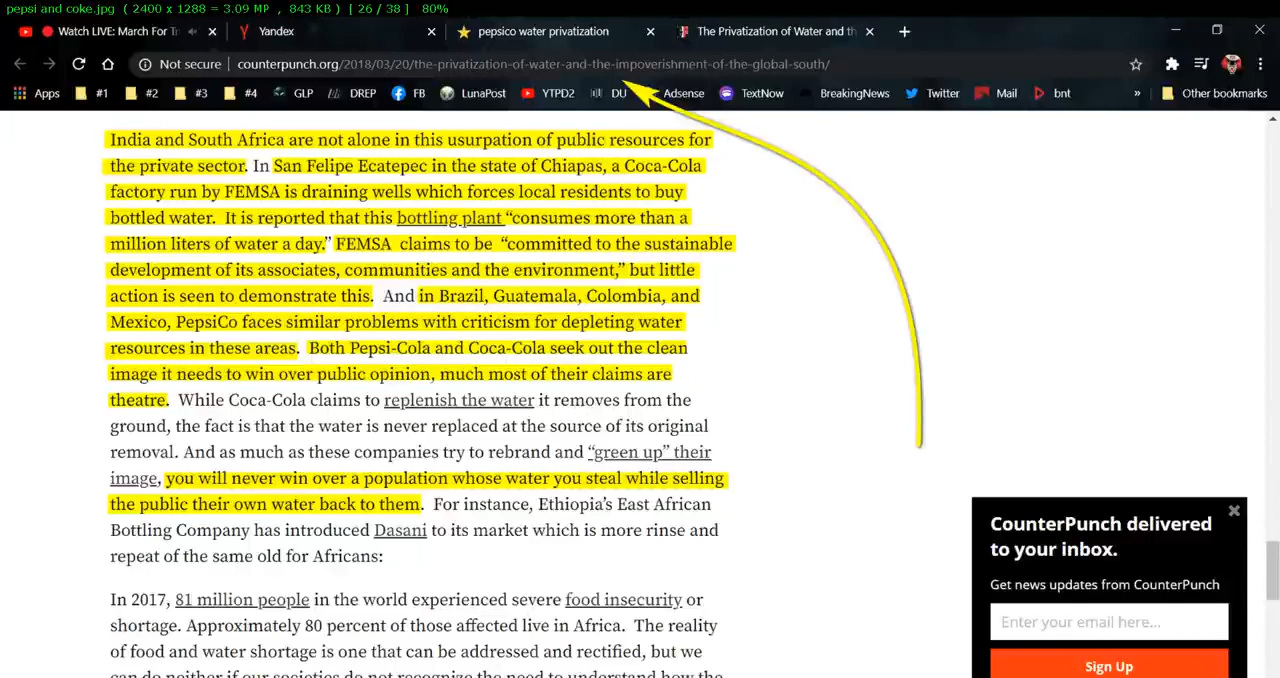 pepsi and coke.jpg ( 2400 x 1288 = 3.09 MP , 843 KB ) [ 26 / 38 ] 80%
Watch LIVE: March For Tr
Yandex
pepsico water privatization
The Privatization of Water and th
Not secure
counterpunch.org/2018/03/20/the-privatization-of-water-and-the-impoverishment-of-the-global-south/
Apps #1 #2 #3 #4 GLP DREP FB LunaPost YTPD2 DU Adsense TextNow BreakingNews Twitter Mail bnt » Other bookmarks
India and South Africa are not alone in this usurpation of public resources for
the private sector. In San Felipe Ecatepec in the state of Chiapas, a Coca-Cola
factory run by FEMSA is draining wells which forces local residents to buy
bottled water. It is reported that this bottling plant “consumes more than a
million liters of water a day.” FEMSA claims to be “committed to the sustainable
development of its associates, communities and the environment,” but little
action is seen to demonstrate this. And in Brazil, Guatemala, Colombia, and
Mexico, PepsiCo faces similar problems with criticism for depleting water
resources in these areas. Both Pepsi-Cola and Coca-Cola seek out the clean
image it needs to win over public opinion, much most of their claims are
theatre. While Coca-Cola claims to replenish the water it removes from the
ground, the fact is that the water is never replaced at the source of its original
removal. And as much as these companies try to rebrand and “green up” their
image, you will never win over a population whose water you steal while selling
the public their own water back to them. For instance, Ethiopia’s East African
Bottling Company has introduced Dasani to its market which is more rinse and
repeat of the same old for Africans:
In 2017, 81 million people in the world experienced severe food insecurity or
shortage. Approximately 80 percent of those affected live in Africa. The reality
of food and water shortage is one that can be addressed and rectified, but we
can do neither if our societies do not recognize the need to understand how the
CounterPunch delivered
to your inbox.
Get news updates from CounterPunch
Enter your email here...
Sign Up